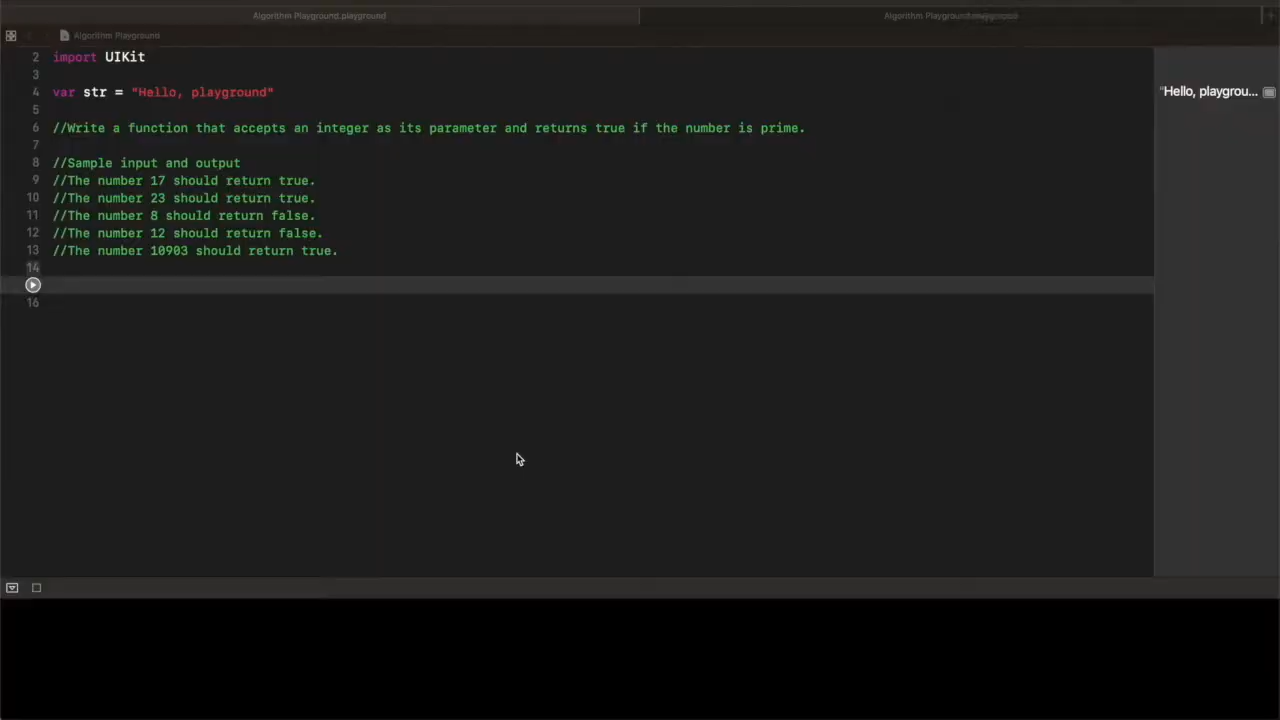 Algorithm Playground.playground
Algorithm Playground
2 import UIKit
3
4 var str = "Hello, playground"
"Hello, playgrou...
5
6 //Write a function that accepts an integer as its parameter and returns true if the number is prime.
7
8 //Sample input and output
9 //The number 17 should return true.
10 //The number 23 should return true.
11 //The number 8 should return false.
12 //The number 12 should return false.
13 //The number 10903 should return true.
14
16